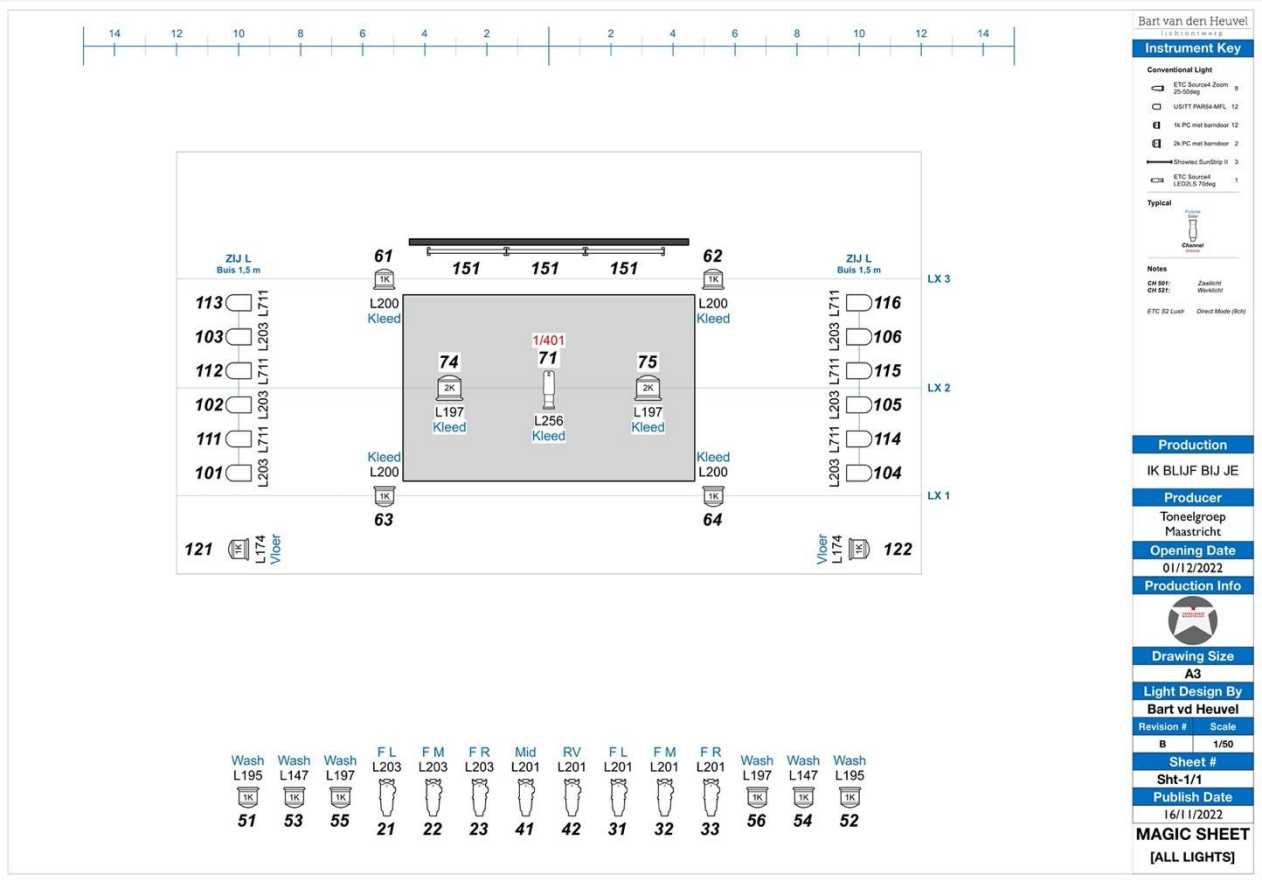 14 12 10 8 6 4 2 2 4 6 8 10 12 14
61 62
ZIJ L
Buis 1,5 m
151 151 151
ZIJ L
Buis 1,5 m
1K 1K
LX 3
113 L711
L200
Kleed
L200
Kleed
L711 116
103 L203
L203 106
1/401
74 71 75
112 L711
L711 115
2K 2K
LX 2
102 L203
L197
Kleed
L256
Kleed
L197
Kleed
L203 105
111 L711
L711 114
Kleed
L200
Kleed
L200
101 L203
L203 104
1K 1K
LX 1
63 64
121 1K L174 Vloer
Vloer L174 1K 122
Wash Wash Wash F L F M F R Mid RV F L F M F R Wash Wash Wash
L195 L147 L197 L203 L203 L203 L201 L201 L201 L201 L201 L197 L147 L195
1K 1K 1K 1K 1K 1K
51 53 55 21 22 23 41 42 31 32 33 56 54 52
Bart van den Heuvel
lichtontwerp
Instrument Key
Conventional Light
ETC Source4 Zoom
25-50deg 8
USITT PAR64-MFL 12
1k PC met barndoor 12
2k PC met barndoor 2
Showtec SunStrip II 3
ETC Source4
LED2LS 70deg 1
Typical
Purpose
Color
Channel
Dimmer
Notes
CH 501: Zaallicht
CH 521: Werklicht
ETC S2 Lustr Direct Mode (8ch)
Production
IK BLIJF BIJ JE
Producer
Toneelgroep
Maastricht
Opening Date
01/12/2022
Production Info
TONEELGROEP
MAASTRICHT
Drawing Size
A3
Light Design By
Bart vd Heuvel
Revision # Scale
B 1/50
Sheet #
Sht-1/1
Publish Date
16/11/2022
MAGIC SHEET
[ALL LIGHTS]